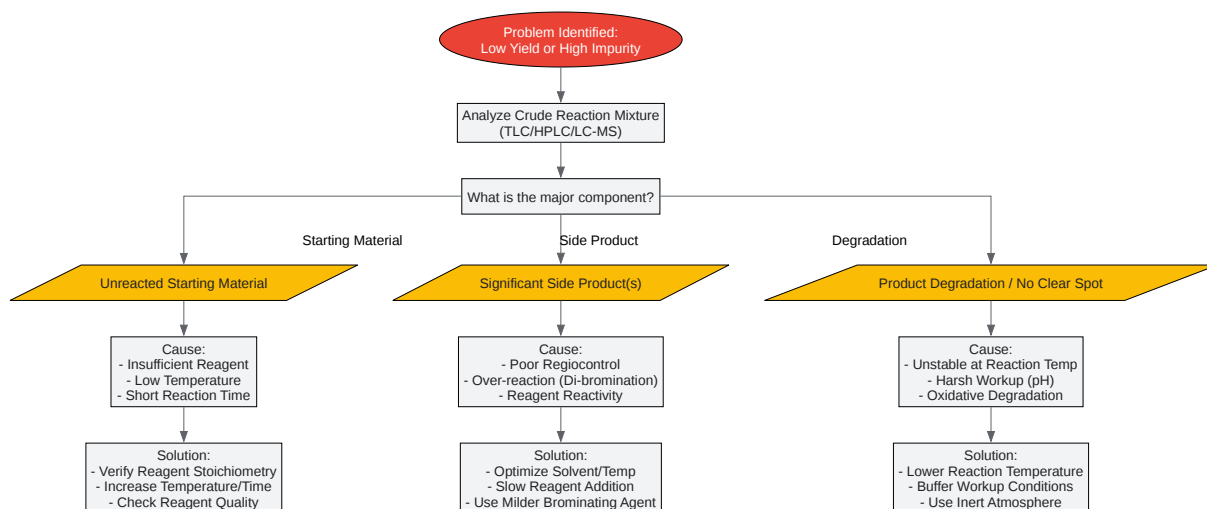 Problem Identified:
Low Yield or High Impurity
Analyze Crude Reaction Mixture
(TLC/HPLC/LC-MS)
What is the major component?
Starting Material
Side Product
Degradation
Unreacted Starting Material
Significant Side Product(s)
Product Degradation / No Clear Spot
Cause:
- Insufficient Reagent
- Low Temperature
- Short Reaction Time
Cause:
- Poor Regiocontrol
- Over-reaction (Di-bromination)
- Reagent Reactivity
Cause:
- Unstable at Reaction Temp
- Harsh Workup (pH)
- Oxidative Degradation
Solution:
- Verify Reagent Stoichiometry
- Increase Temperature/Time
- Check Reagent Quality
Solution:
- Optimize Solvent/Temp
- Slow Reagent Addition
- Use Milder Brominating Agent
Solution:
- Lower Reaction Temperature
- Buffer Workup Conditions
- Use Inert Atmosphere